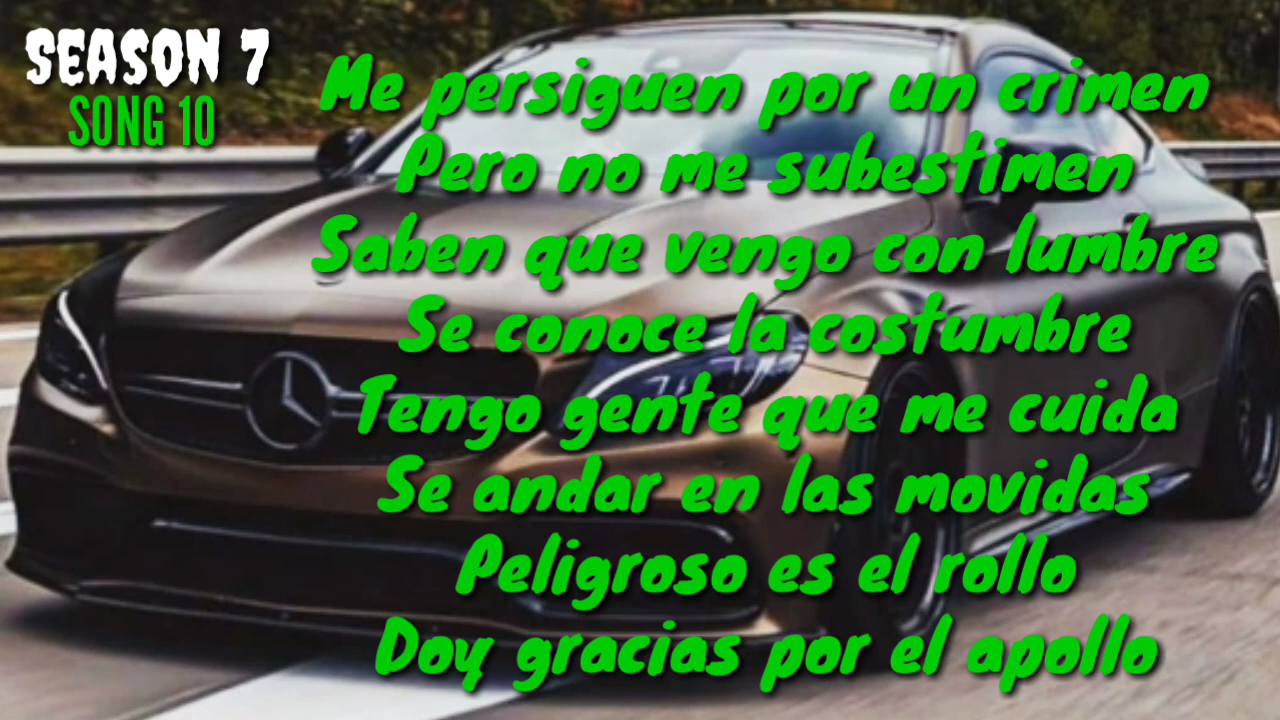 SEASON 7
SONG 10
Me persiguen por un crimen
Pero no me subestimen
Saben que vengo con lumbre
Se conoce la costumbre
Tengo gente que me cuida
Se andar en las movidas
Peligroso es el rollo
Doy gracias por el apollo